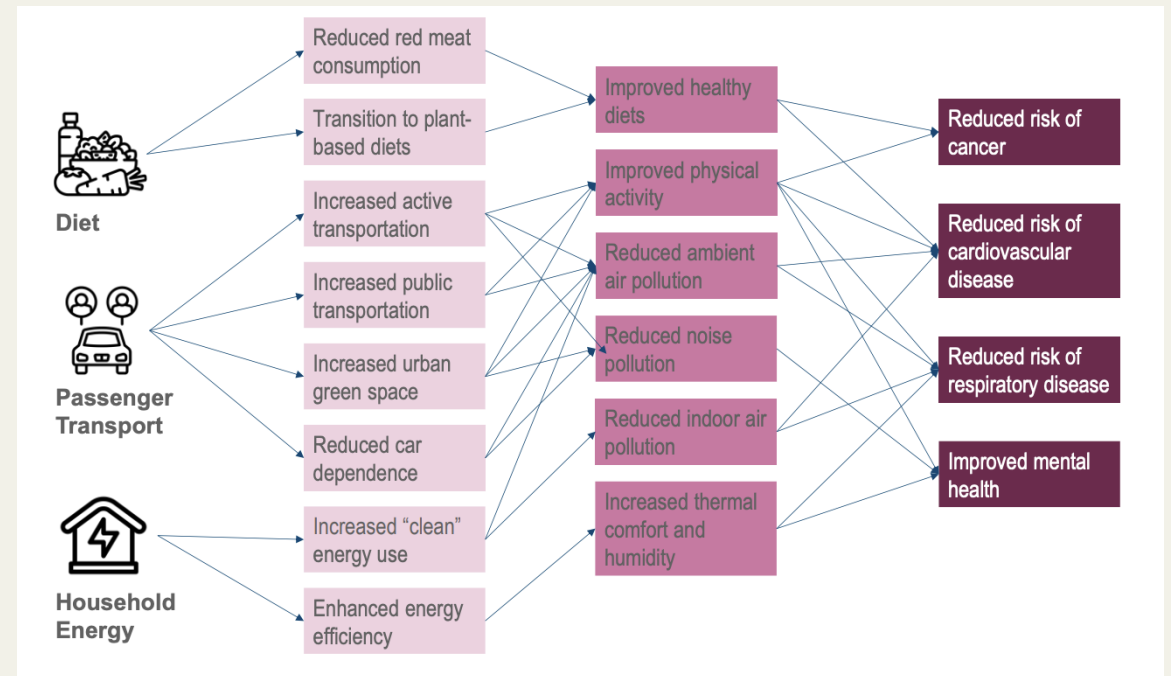 Diet
Passenger
Transport
Household
Energy
Reduced red meat
consumption
Transition to plant-
based diets
Increased active
transportation
Increased public
transportation
Increased urban
green space
Reduced car
dependence
Increased “clean”
energy use
Enhanced energy
efficiency
Improved healthy
diets
Improved physical
activity
Reduced ambient
air pollution
Reduced noise
pollution
Reduced indoor air
pollution
Increased thermal
comfort and
humidity
Reduced risk of
cancer
Reduced risk of
cardiovascular
disease
Reduced risk of
respiratory disease
Improved mental
health